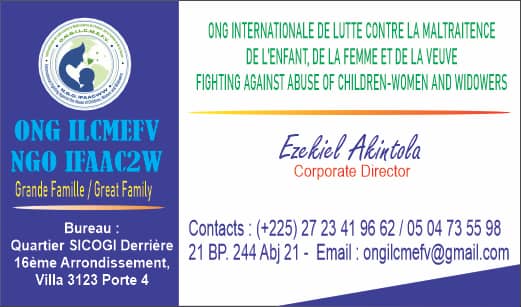 O.N.G.I.L.C.M.E.F.V
ONG ILCMEFV
NGO IFAAC2W
Grande Famille / Great Family
Bureau :
Quartier SICOGI Derrière
16ème Arrondissement,
Villa 3123 Porte 4
ONG INTERNATIONALE DE LUTTE CONTRE LA MALTRAITENCE
DE L'ENFANT, DE LA FEMME ET DE LA VEUVE
FIGHTING AGAINST ABUSE OF CHILDREN-WOMEN AND WIDOWERS
Ezekiel Akintola
Corporate Director
Contacts : (+225) 27 23 41 96 62 / 05 04 73 55 98
21 BP. 244 Abj 21 - Email : ongilcmefv@gmail.com